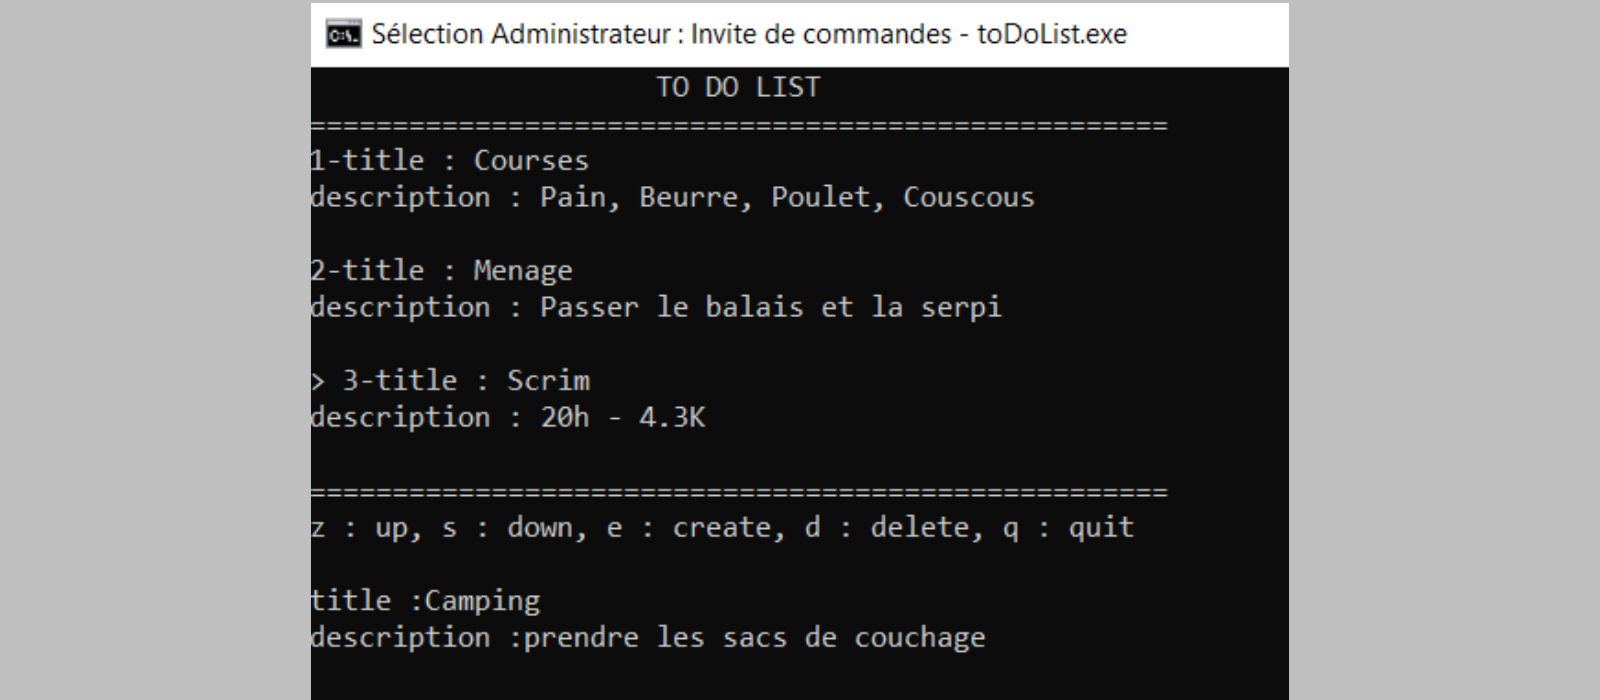 Sélection Administrateur : Invite de commandes - toDoList.exe
TO DO LIST
====================================================
1-title : Courses
description : Pain, Beurre, Poulet, Couscous
2-title : Menage
description : Passer le balais et la serpi
> 3-title : Scrim
description : 20h - 4.3K
====================================================
z : up, s : down, e : create, d : delete, q : quit
title :Camping
description :prendre les sacs de couchage